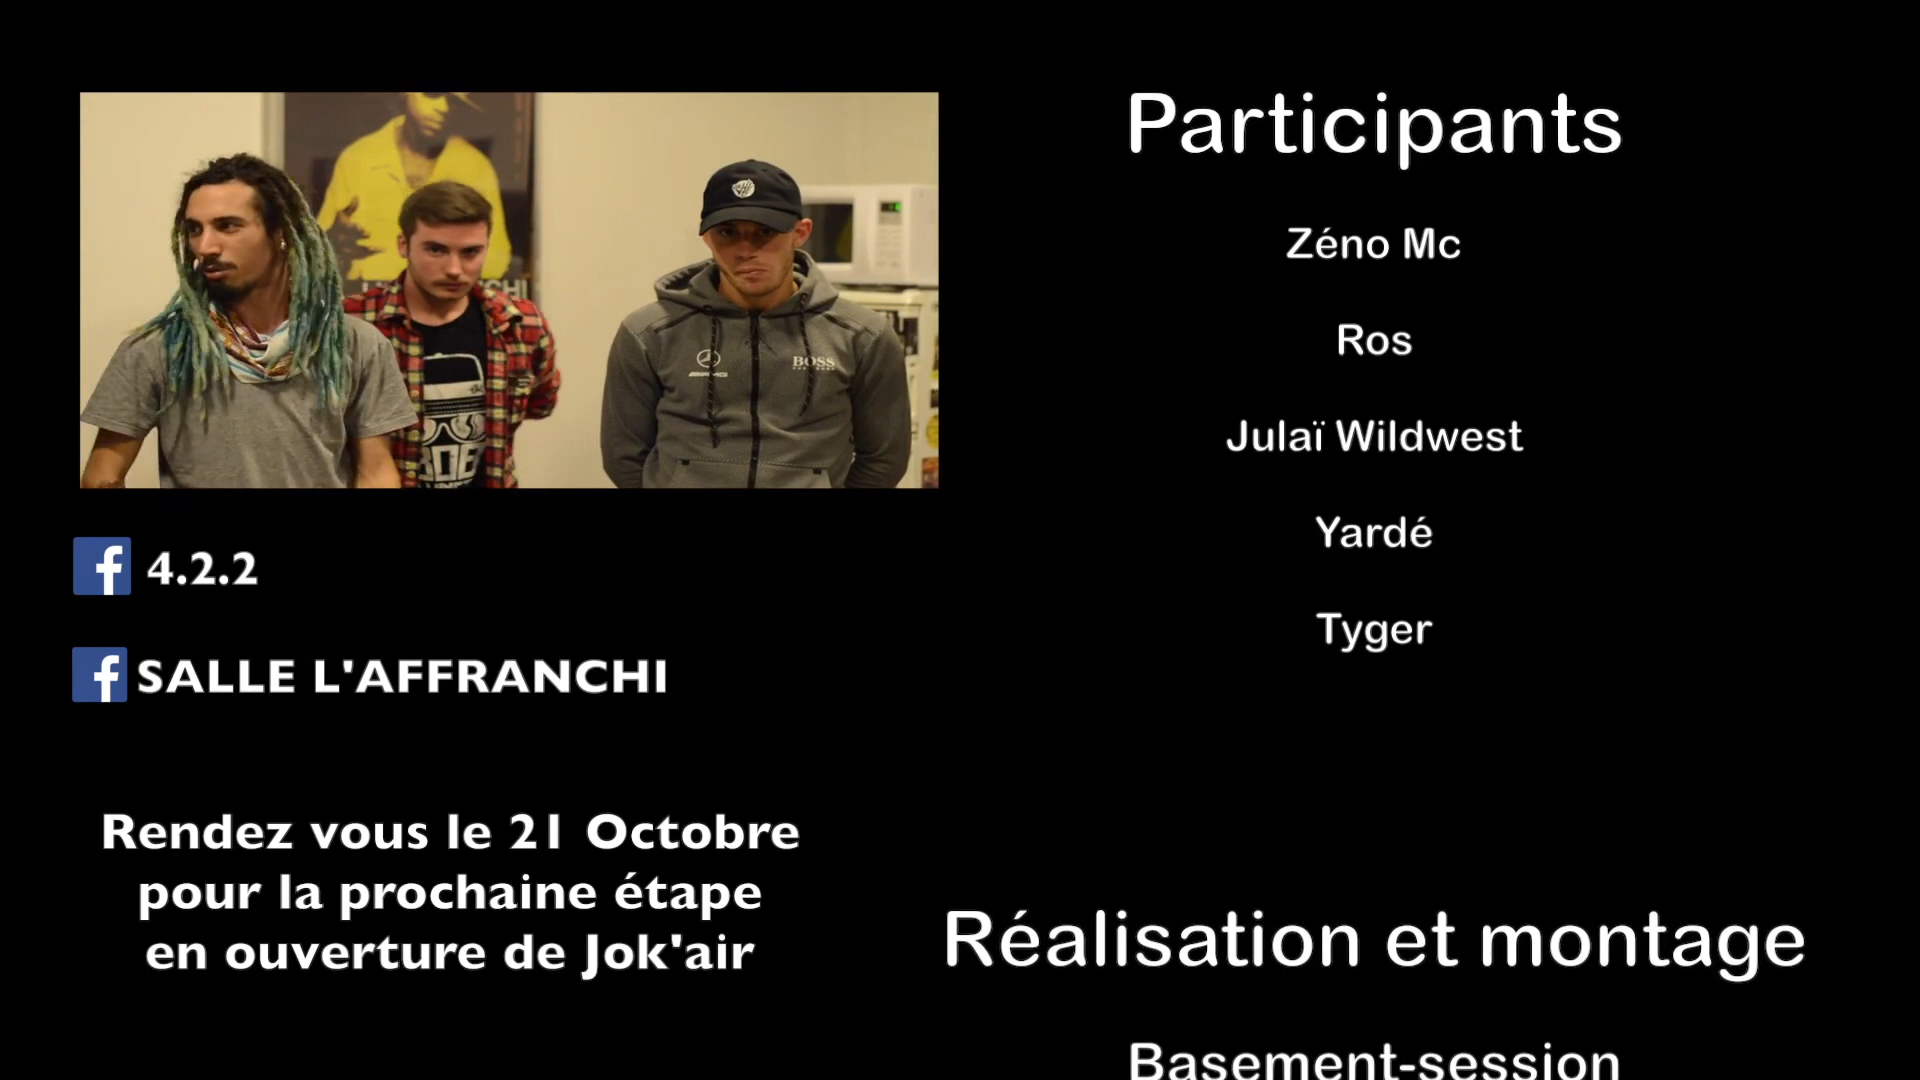 BOSS
4.2.2
SALLE L'AFFRANCHI
Rendez vous le 21 Octobre
pour la prochaine étape
en ouverture de Jok'air
Participants
Zéno Mc
Ros
Julaï Wildwest
Yardé
Tyger
Réalisation et montage
Basement-session